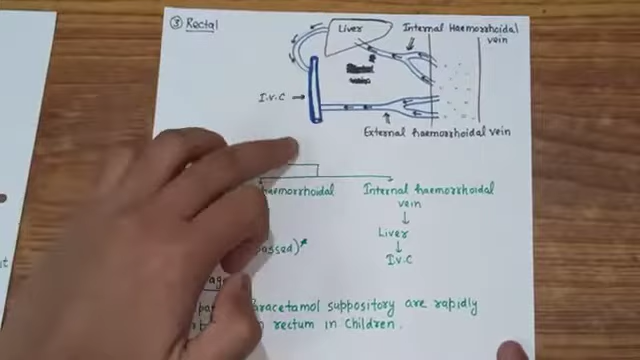 ③ Rectal
Liver
Internal Haemorrhoidal
vein
I.V.C →
External haemorrhoidal vein
haemorrhoidal
Internal haemorrhoidal
vein
↓
Liver
↓
I.V.C
passed)*
Paracetamol suppository are rapidly
rectum in Children.